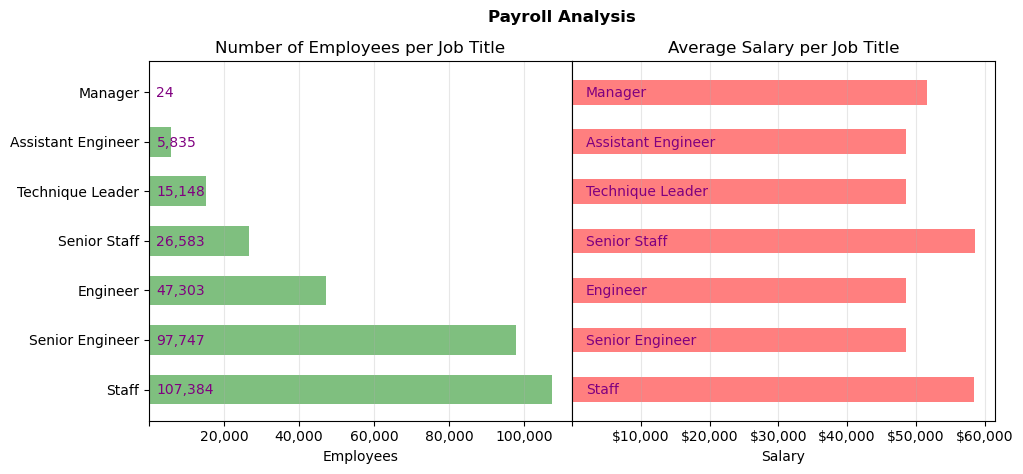 Payroll Analysis
Number of Employees per Job Title
Average Salary per Job Title
Manager
24
Manager
Assistant Engineer
5,835
Assistant Engineer
Technique Leader
15,148
Technique Leader
Senior Staff
26,583
Senior Staff
Engineer
47,303
Engineer
Senior Engineer
97,747
Senior Engineer
Staff
107,384
Staff
20,000 40,000 60,000 80,000 100,000
$10,000 $20,000 $30,000 $40,000 $50,000 $60,000
Employees
Salary